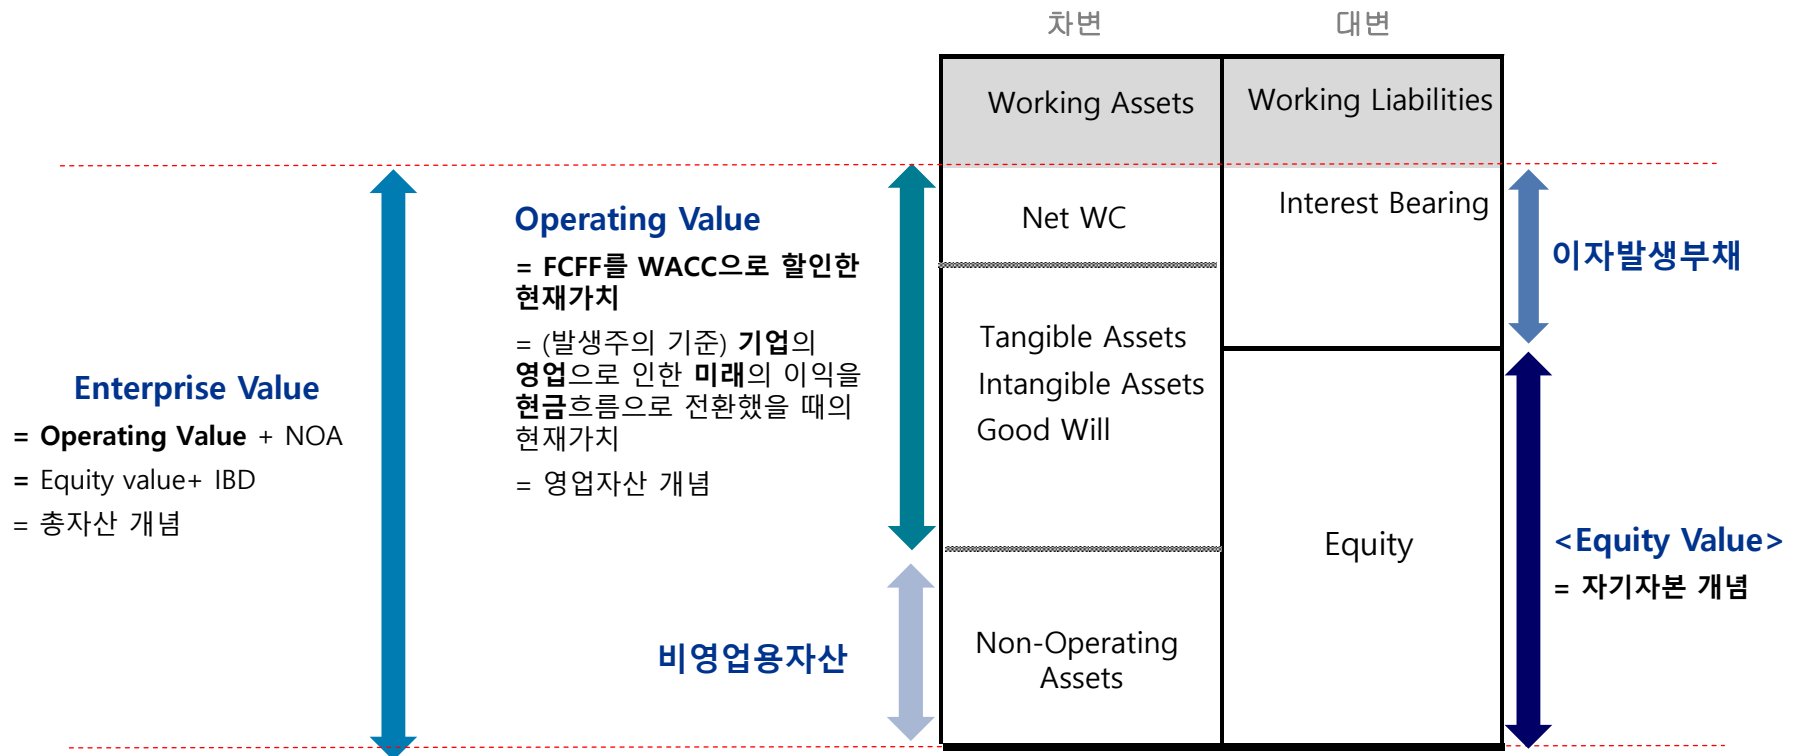 차변
대변
Working Assets
Working Liabilities
Enterprise Value
= Operating Value + NOA
= Equity value+ IBD
= 총자산 개념
Operating Value
= FCFF를 WACC으로 할인한
현재가치
= (발생주의 기준) 기업의
영업으로 인한 미래의 이익을
현금흐름으로 전환했을 때의
현재가치
= 영업자산 개념
비영업용자산
Net WC
Tangible Assets
Intangible Assets
Good Will
Non-Operating
Assets
Interest Bearing
Equity
이자발생부채
<Equity Value>
= 자기자본 개념